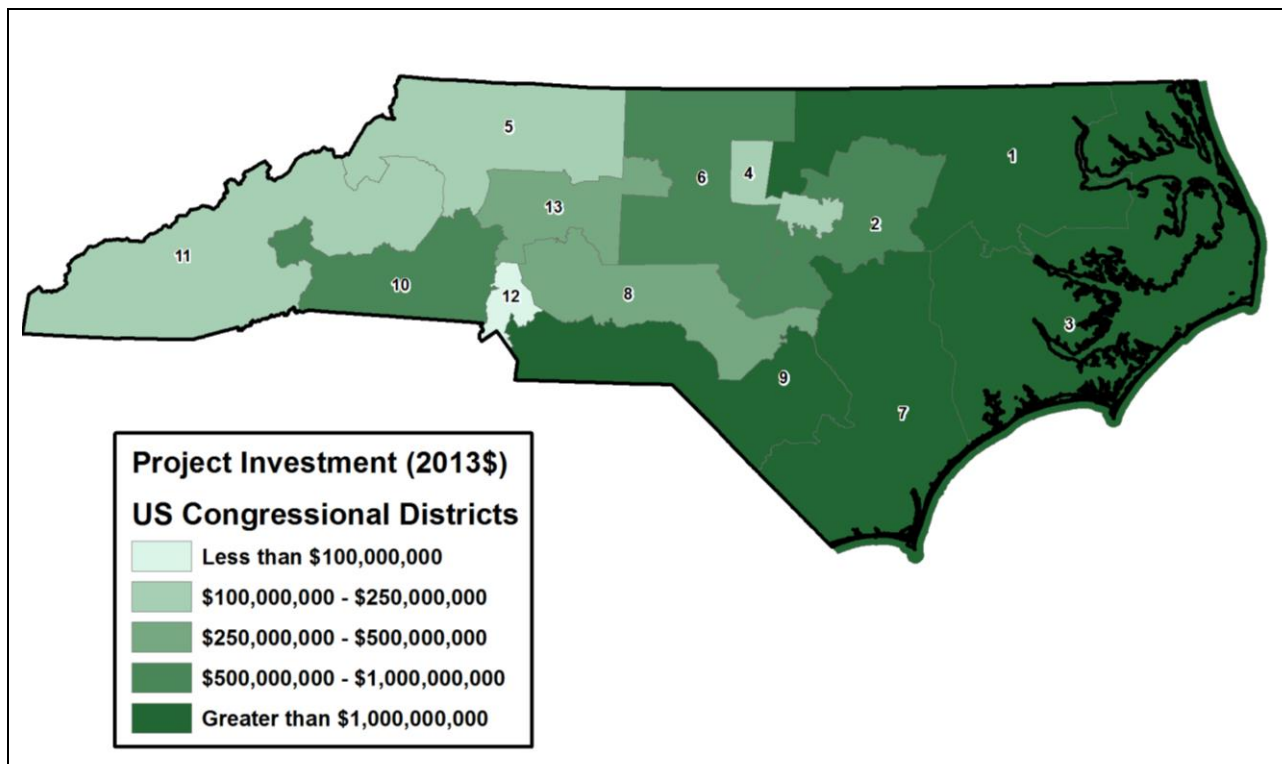 5
1
6
4
13
2
11
10
12
8
3
9
7
Project Investment (2013$)
US Congressional Districts
Less than $100,000,000
$100,000,000 - $250,000,000
$250,000,000 - $500,000,000
$500,000,000 - $1,000,000,000
Greater than $1,000,000,000